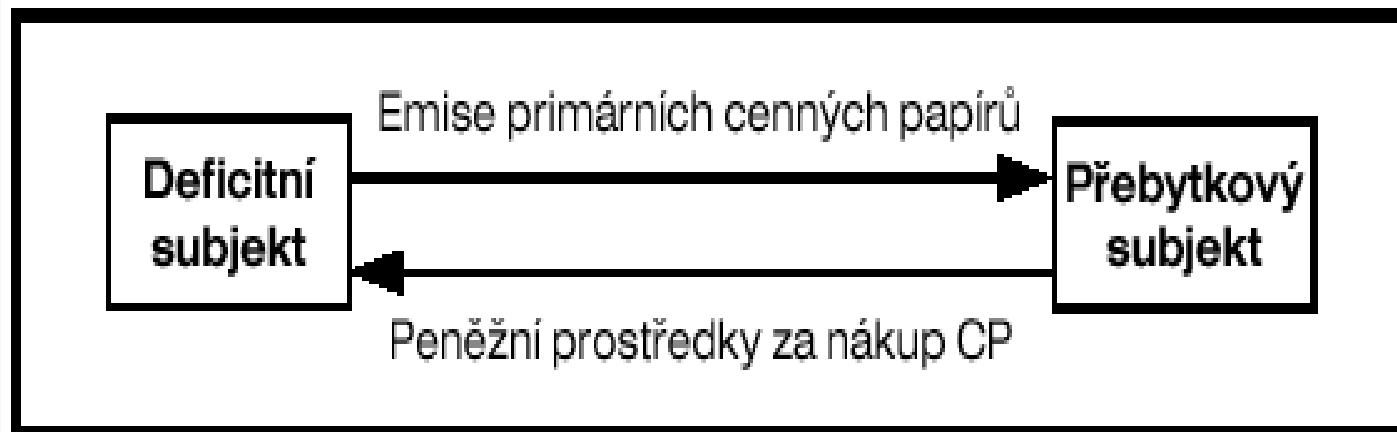 Emise primárních cenných papírů
Deficitní
subjekt
Přebytkový
subjekt
Peněžní prostředky za nákup CP